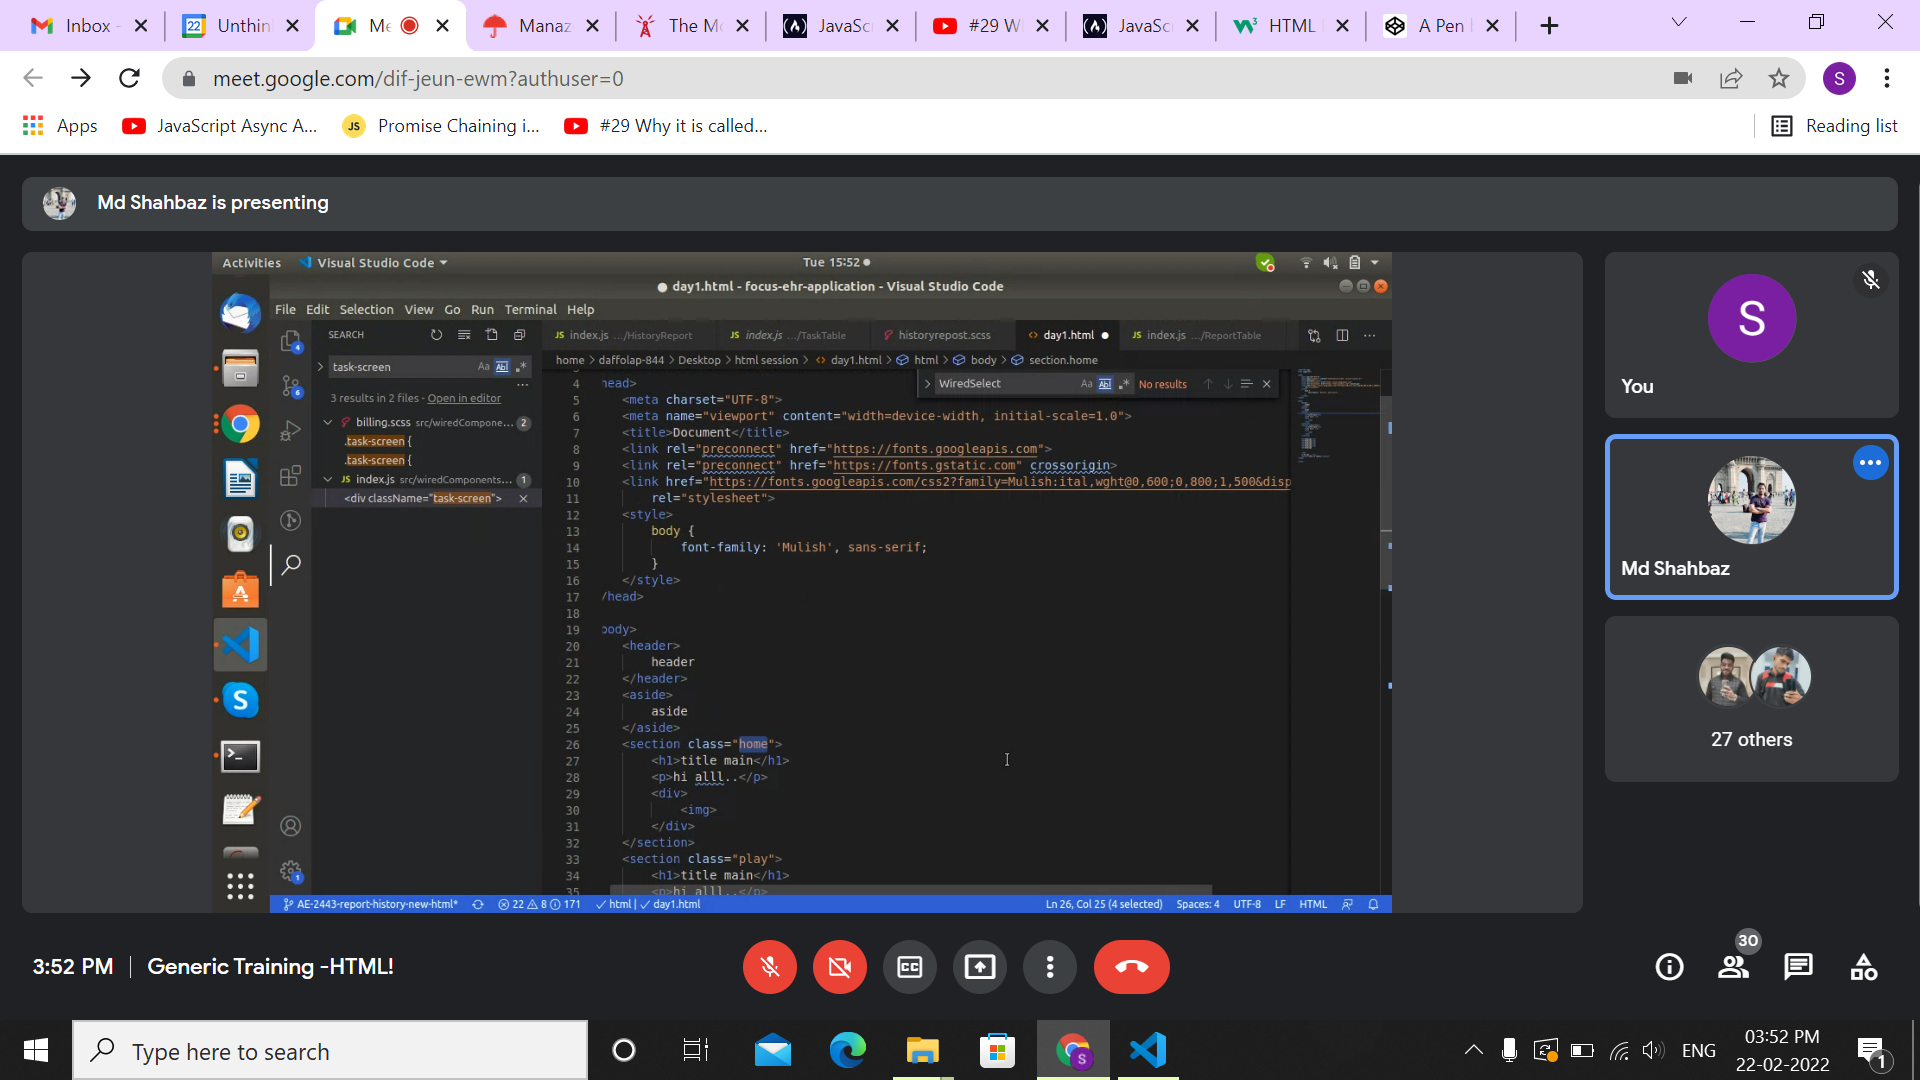 Inbox -
Unthin
Me
Manaz
The Mo
JavaSc
#29 W
JavaSc
HTML
A Pen
meet.google.com/dif-jeun-ewm?authuser=0
S
Apps
JavaScript Async A...
JS
Promise Chaining i...
#29 Why it is called...
Reading list
Md Shahbaz is presenting
Activities
Visual Studio Code
Tue 15:52
day1.html - focus-ehr-application - Visual Studio Code
File Edit Selection View Go Run Terminal Help
SEARCH
task-screen
3 results in 2 files - Open in editor
billing.scss src/wiredCompone... 2
.task-screen {
.task-screen {
JS index.js src/wiredComponents... 1
<div className="task-screen">
JS index.js .../HistoryReport
JS index.js .../TaskTable
historyrepost.scss
day1.html
JS index.js .../ReportTable
home > daffolap-844 > Desktop > html session > day1.html > html > body > section.home
WiredSelect
No results
4 head>
5 <meta charset="UTF-8">
6 <meta name="viewport" content="width=device-width, initial-scale=1.0">
7 <title>Document</title>
8 <link rel="preconnect" href="https://fonts.googleapis.com">
9 <link rel="preconnect" href="https://fonts.gstatic.com" crossorigin>
10 <link href="https://fonts.googleapis.com/css2?family=Mulish:ital,wght@0,600;0,800;1,500&disp
11 rel="stylesheet">
12 <style>
13 body {
14 font-family: 'Mulish', sans-serif;
15 }
16 </style>
17 /head>
18
19 body>
20 <header>
21 header
22 </header>
23 <aside>
24 aside
25 </aside>
26 <section class="home">
27 <h1>title main</h1>
28 <p>hi alll..</p>
29 <div>
30 <img>
31 </div>
32 </section>
33 <section class="play">
34 <h1>title main</h1>
35 <p>hi alll..</p>
AE-2443-report-history-new-html* 22 8 171 html | day1.html
Ln 26, Col 25 (4 selected) Spaces: 4 UTF-8 LF HTML
S
You
Md Shahbaz
27 others
3:52 PM | Generic Training -HTML!
30
Type here to search
ENG
03:52 PM
22-02-2022
1